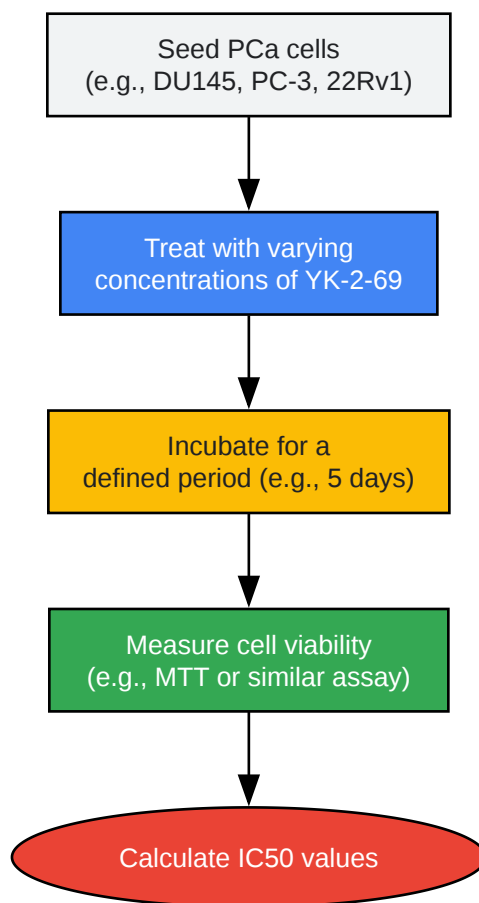 Seed PCa cells
(e.g., DU145, PC-3, 22Rv1)
Treat with varying
concentrations of YK-2-69
Incubate for a
defined period (e.g., 5 days)
Measure cell viability
(e.g., MTT or similar assay)
Calculate IC50 values